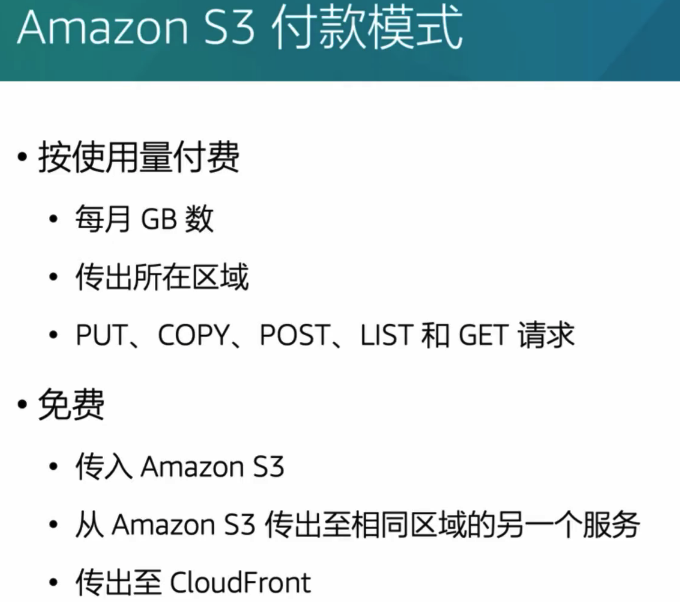 Amazon S3 付款模式
• 按使用量付费
• 每月 GB 数
• 传出所在区域
• PUT、COPY、POST、LIST 和 GET 请求
• 免费
• 传入 Amazon S3
• 从 Amazon S3 传出至相同区域的另一个服务
• 传出至 CloudFront